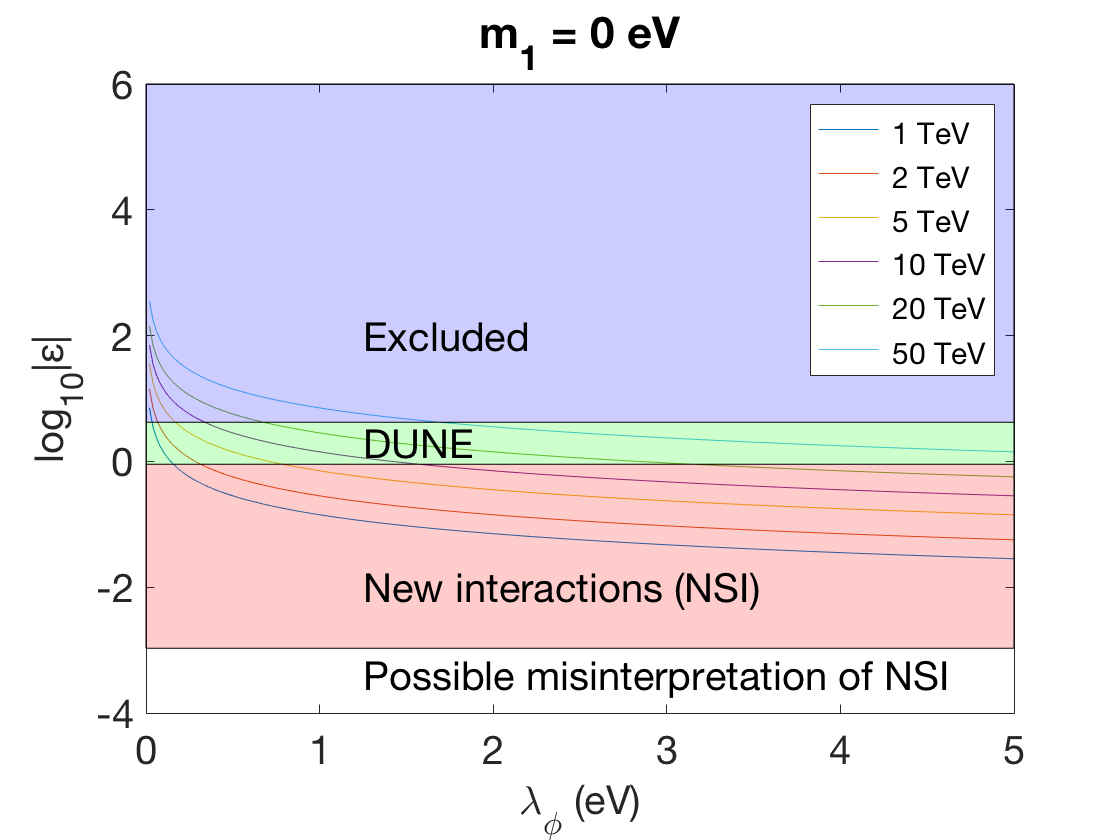 m1 = 0 eV
6
4
2
0
-2
-4
log10|ε|
1 TeV
2 TeV
5 TeV
10 TeV
20 TeV
50 TeV
Excluded
DUNE
New interactions (NSI)
Possible misinterpretation of NSI
0 1 2 3 4 5
λϕ (eV)